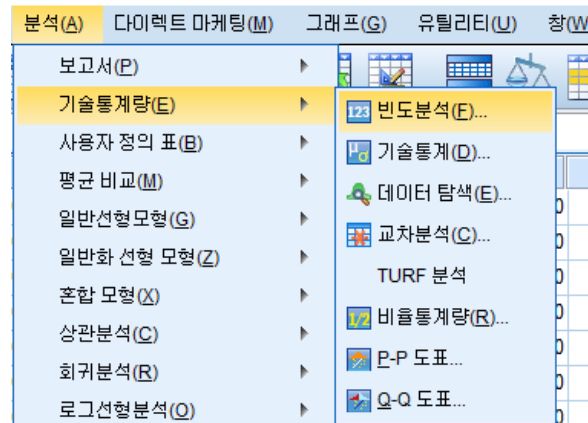 분석(A) 다이렉트 마케팅(M) 그래프(G) 유틸리티(U) 창(W
보고서(P)
기술통계량(E)
사용자 정의 표(B)
평균 비교(M)
일반선형모형(G)
일반화 선형 모형(Z)
혼합 모형(X)
상관분석(C)
회귀분석(R)
로그선형분석(O)
123 빈도분석(F)...
기술통계(D)...
데이터 탐색(E)...
교차분석(C)...
TURF 분석
1/2 비율통계량(R)...
P-P 도표...
Q-Q 도표...